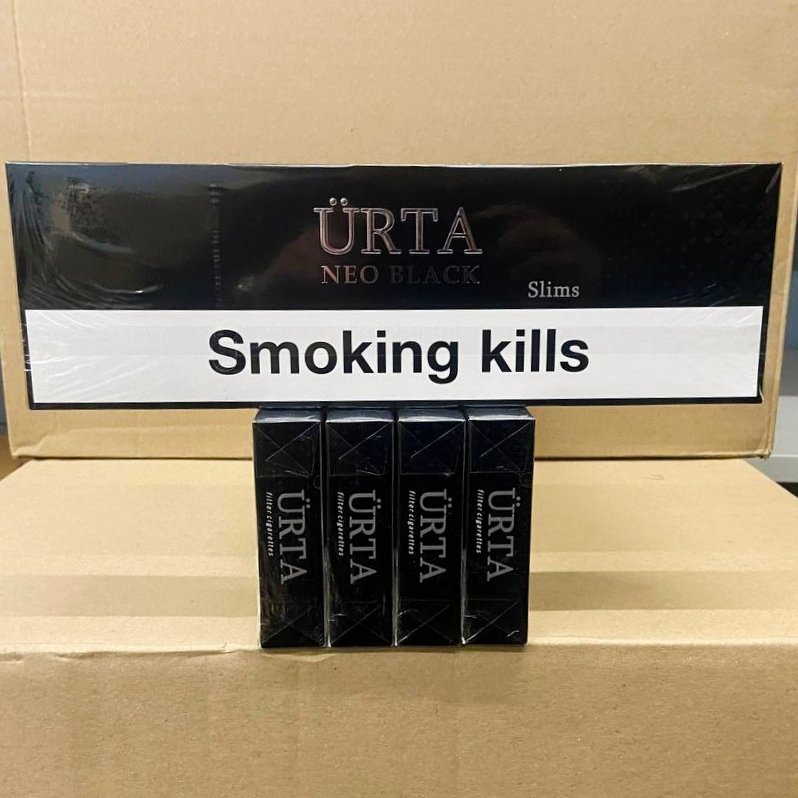 ÜRTA
NEO BLACK
Slims
Smoking kills
ÜRTA
filter cigarettes
ÜRTA
filter cigarettes
ÜRTA
filter cigarettes
ÜRTA
filter cigarettes